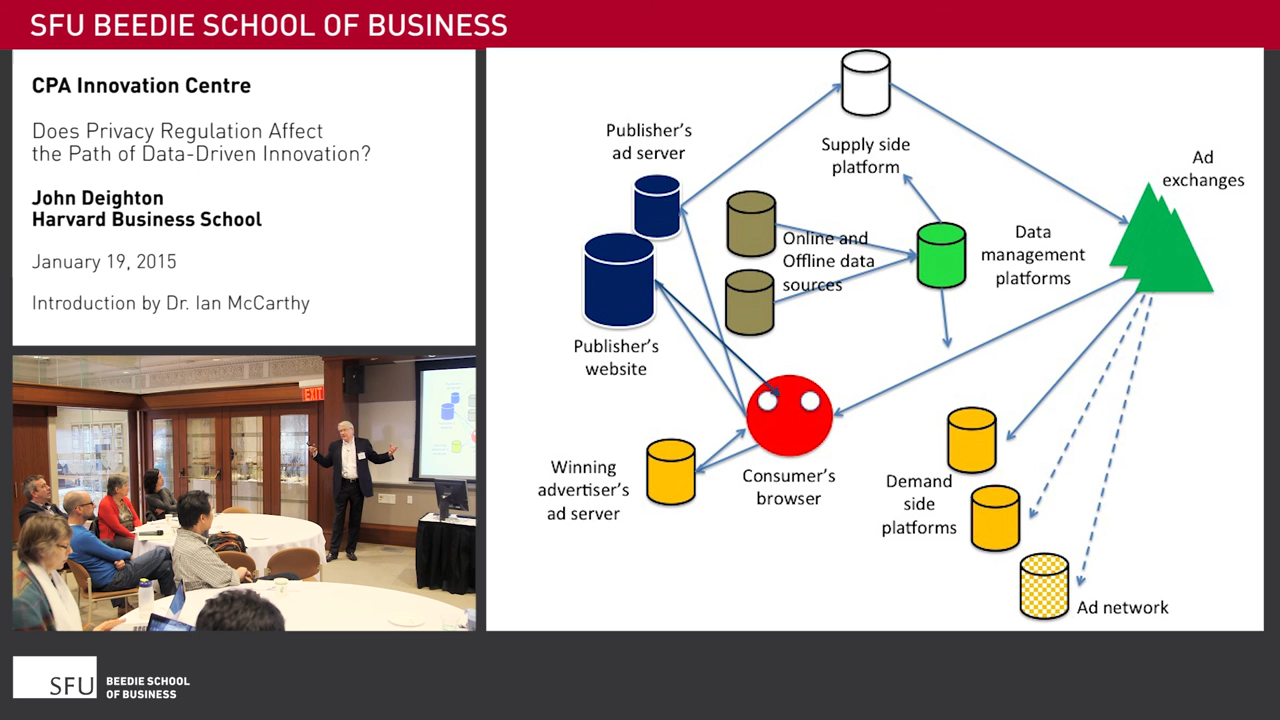 SFU BEEDIE SCHOOL OF BUSINESS
CPA Innovation Centre
Does Privacy Regulation Affect
the Path of Data-Driven Innovation?
John Deighton
Harvard Business School
January 19, 2015
Introduction by Dr. Ian McCarthy
EXIT
Publisher's
ad server
Supply side
platform
Ad
exchanges
Online and
Offline data
sources
Data
management
platforms
Publisher's
website
Winning
advertiser's
ad server
Consumer's
browser
Demand
side
platforms
Ad network
SFU
BEEDIE SCHOOL
OF BUSINESS